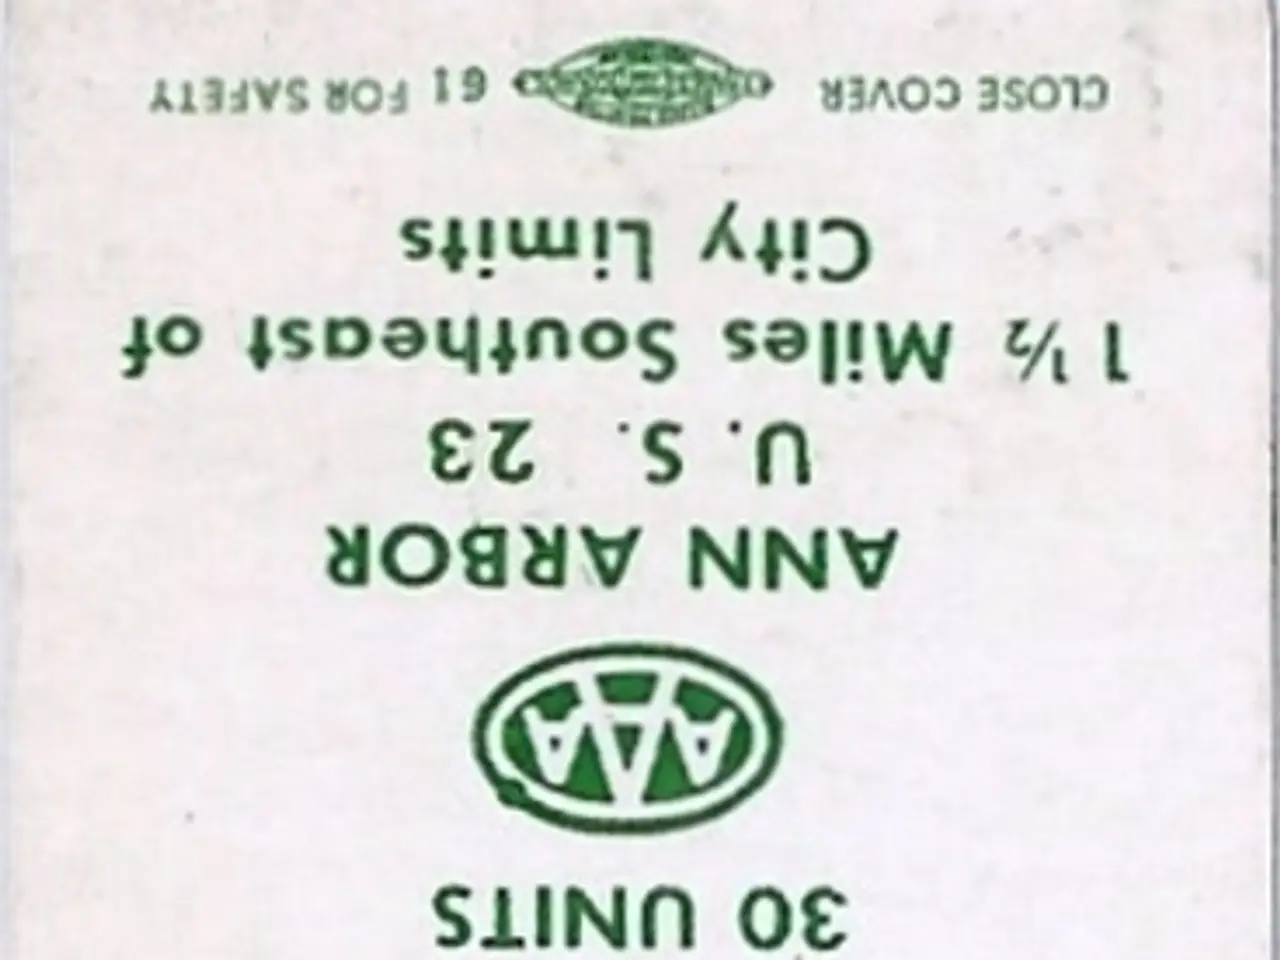 30 UNITS
AAA
ANN ARBOR
U. S. 23
1 ½ Miles Southeast of
City Limits
CLOSE COVER 61 FOR SAFETY